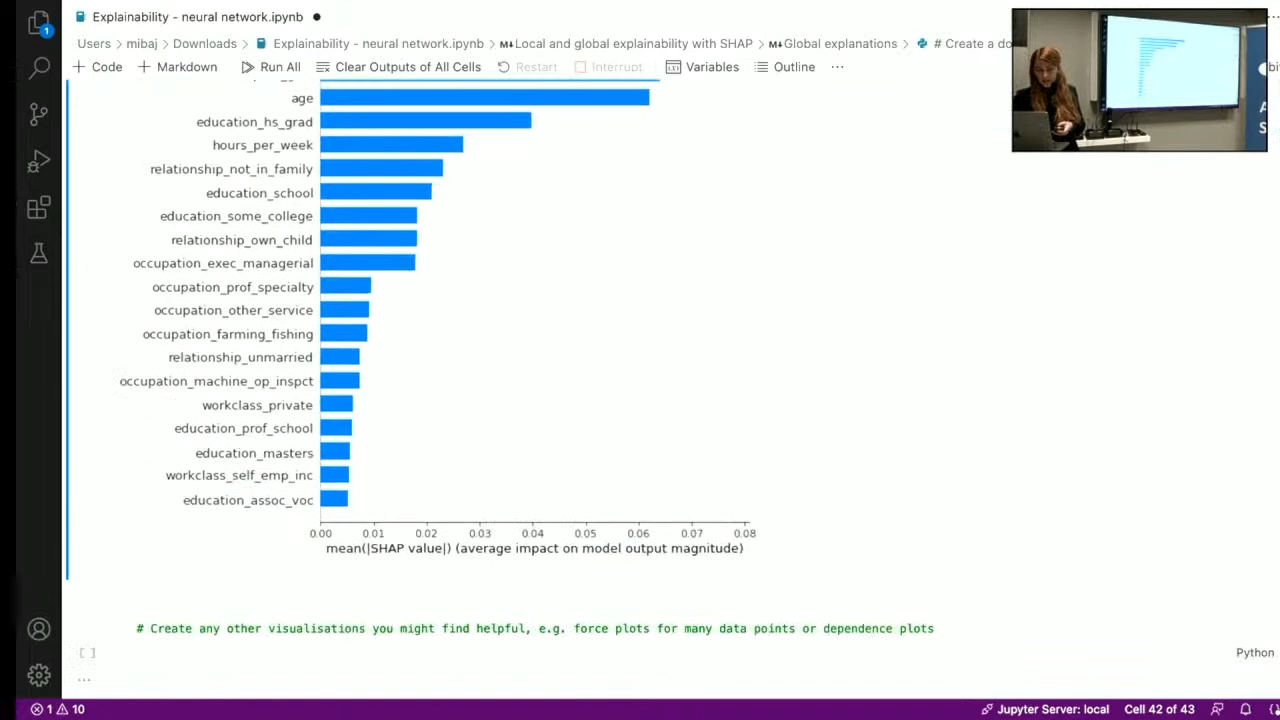 Explainability - neural network.ipynb
1
Users > mibaj > Downloads > Explainability - neural network.ipynb > M↓Local and global explainability with SHAP > M↓Global explanations > # Create a do
+ Code + Markdown Run All Clear Outputs of All Cells Restart Interrupt Variables Outline ...
age
education_hs_grad
hours_per_week
relationship_not_in_family
education_school
education_some_college
relationship_own_child
occupation_exec_managerial
occupation_prof_specialty
occupation_other_service
occupation_farming_fishing
relationship_unmarried
occupation_machine_op_inspct
workclass_private
education_prof_school
education_masters
workclass_self_emp_inc
education_assoc_voc
0.00 0.01 0.02 0.03 0.04 0.05 0.06 0.07 0.08
mean(|SHAP value|) (average impact on model output magnitude)
# Create any other visualisations you might find helpful, e.g. force plots for many data points or dependence plots
[ ]
Python
...
1 10
Jupyter Server: local Cell 42 of 43